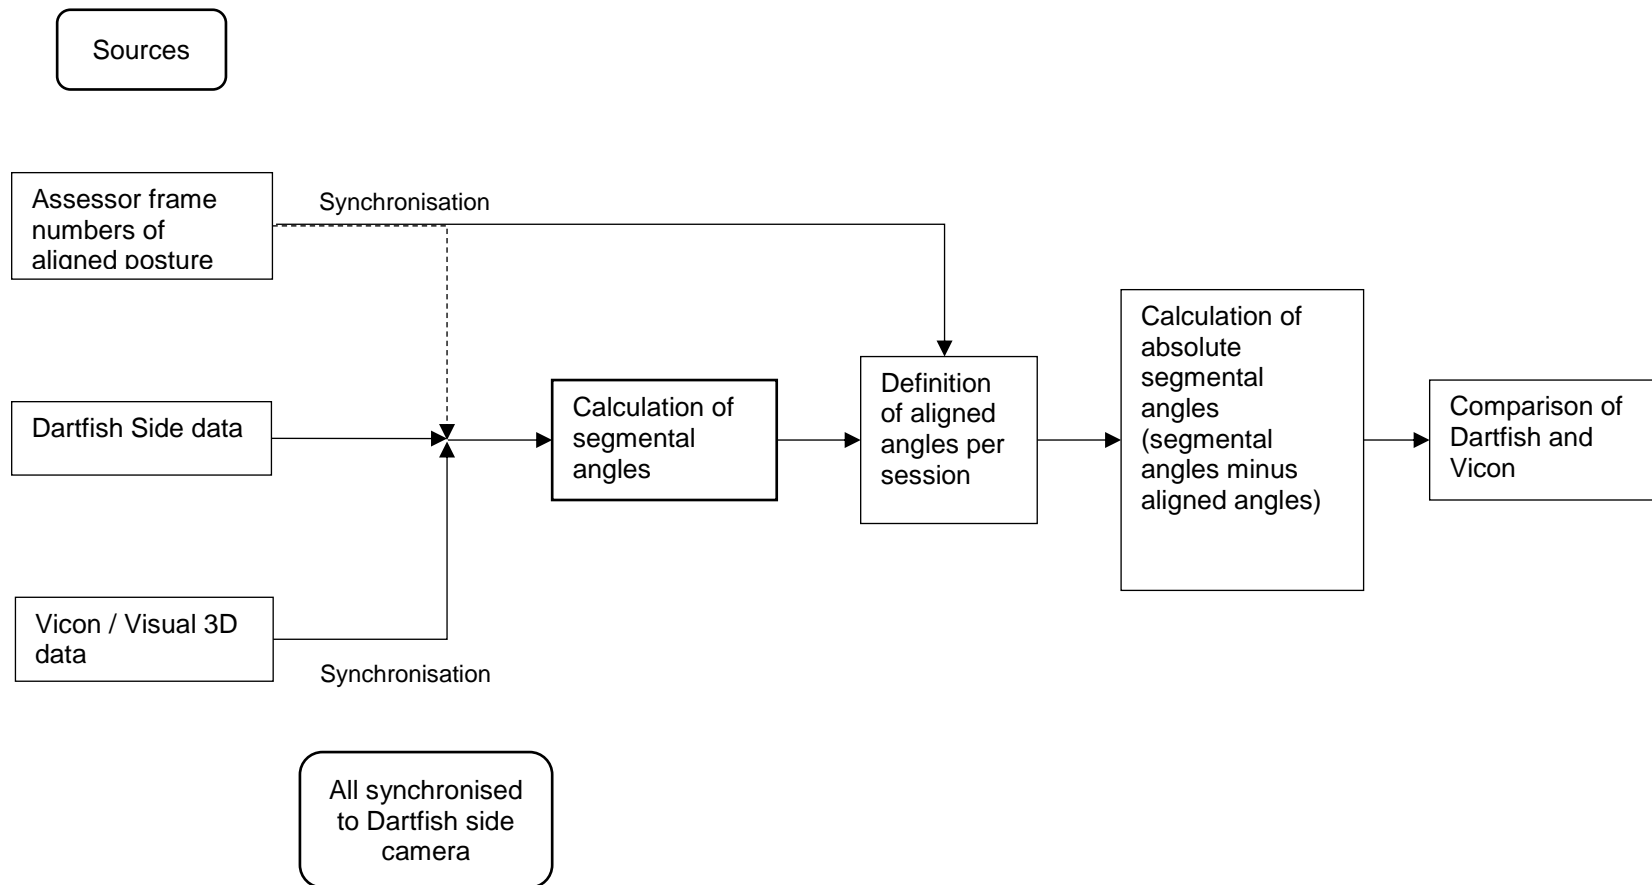 Sources
Assessor frame
numbers of
aligned posture
Synchronisation
Dartfish Side data
Vicon / Visual 3D
data
Synchronisation
Calculation of
segmental
angles
Definition
of aligned
angles per
session
Calculation of
absolute
segmental
angles
(segmental
angles minus
aligned angles)
Comparison of
Dartfish and
Vicon
All synchronised
to Dartfish side
camera